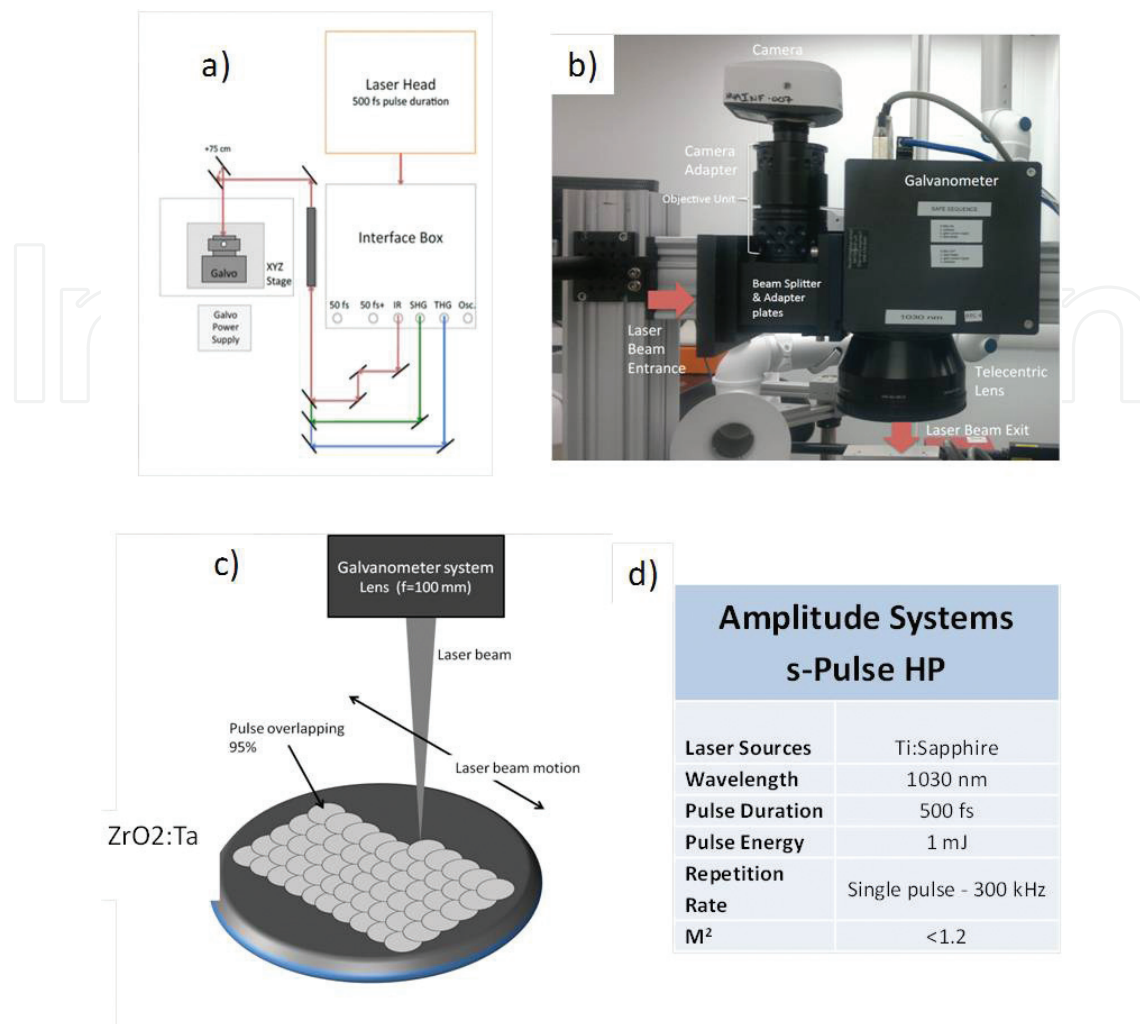 a)
Laser Head
500 fs pulse duration
+75 cm
Interface Box
Galvo
XYZ
Stage
50 fs
50 fs+
IR
SHG
THG
Osc.
Galvo
Power
Supply
b)
Camera
Camera
Adapter
Objective Unit
Galvanometer
SAFE SEQUENCE
Beam Splitter
& Adapter
plates
1030 nm
Laser
Beam
Entrance
Telecentric
Lens
Laser Beam Exit
c)
Galvanometer system
Lens (f=100 mm)
Laser beam
Pulse overlapping
95%
Laser beam motion
ZrO2:Ta
d)
Amplitude Systems
s-Pulse HP
Laser Sources Ti:Sapphire
Wavelength 1030 nm
Pulse Duration 500 fs
Pulse Energy 1 mJ
Repetition
Rate Single pulse - 300 kHz
M² <1.2